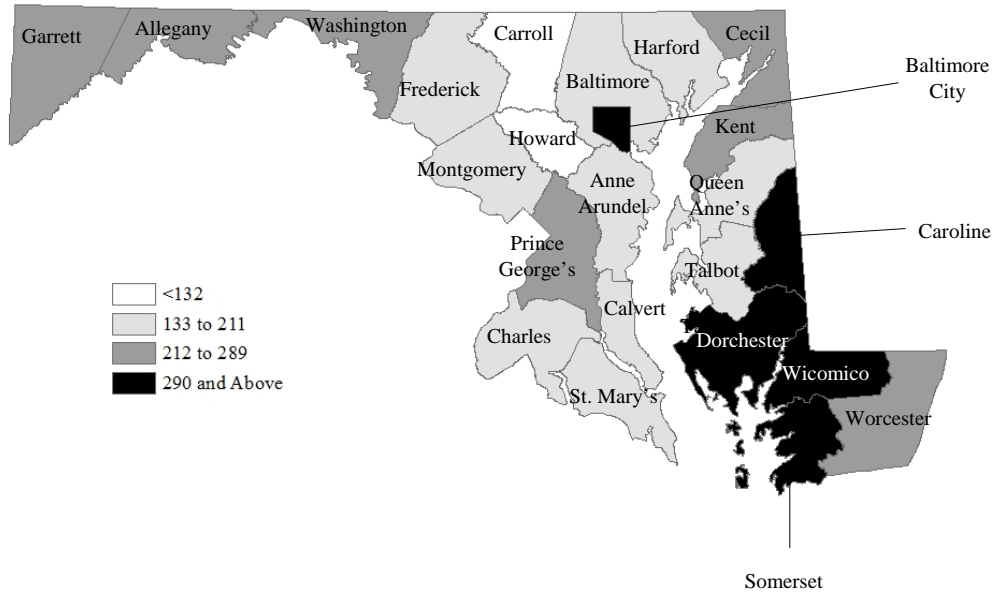 Garrett
Allegany
Washington
Carroll
Cecil
Harford
Frederick
Baltimore
Baltimore
City
Kent
Howard
Montgomery
Anne
Arundel
Queen
Anne’s
Caroline
Prince
George’s
Talbot
<132
133 to 211
212 to 289
290 and Above
Calvert
Charles
Dorchester
Wicomico
St. Mary’s
Worcester
Somerset